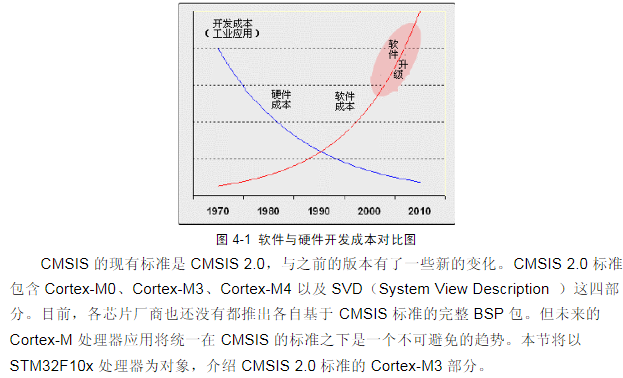 开发成本
（工业应用）
软件
升级
硬件
成本
软件
成本
1970 1980 1990 2000 2010
图 4-1 软件与硬件开发成本对比图
CMSIS 的现有标准是 CMSIS 2.0，与之前的版本有了一些新的变化。CMSIS 2.0 标准
包含 Cortex-M0、Cortex-M3、Cortex-M4 以及 SVD（System View Description ）这四部
分。目前，各芯片厂商也还没有都推出各自基于 CMSIS 标准的完整 BSP 包。但未来的
Cortex-M 处理器应用将统一在 CMSIS 的标准之下是一个不可避免的趋势。本节将以
STM32F10x 处理器为对象，介绍 CMSIS 2.0 标准的 Cortex-M3 部分。